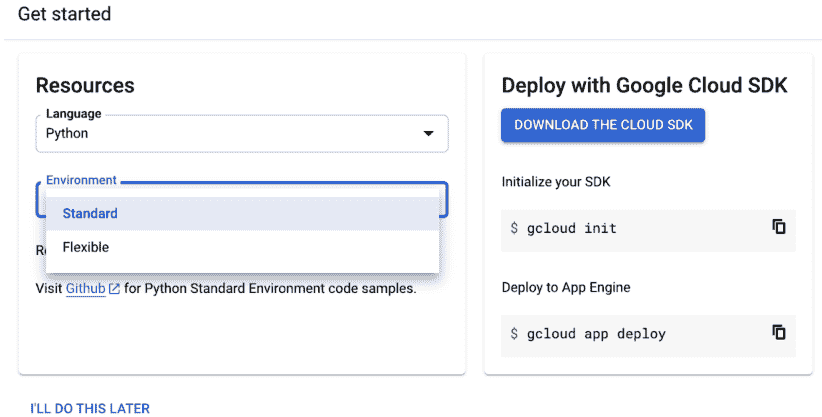 Get started
Resources
Language
Python
Environment
Standard
Flexible
Visit Github for Python Standard Environment code samples.
Deploy with Google Cloud SDK
DOWNLOAD THE CLOUD SDK
Initialize your SDK
$ gcloud init
Deploy to App Engine
$ gcloud app deploy
I'LL DO THIS LATER